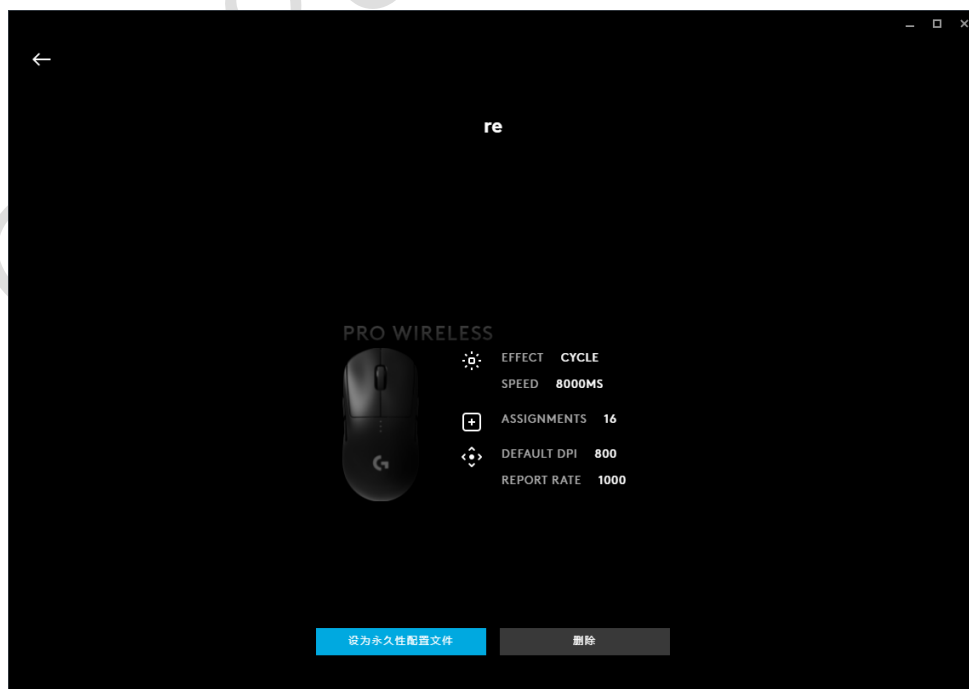 re
PRO WIRELESS
EFFECT CYCLE
SPEED 8000MS
ASSIGNMENTS 16
DEFAULT DPI 800
REPORT RATE 1000
设为永久性配置文件
删除